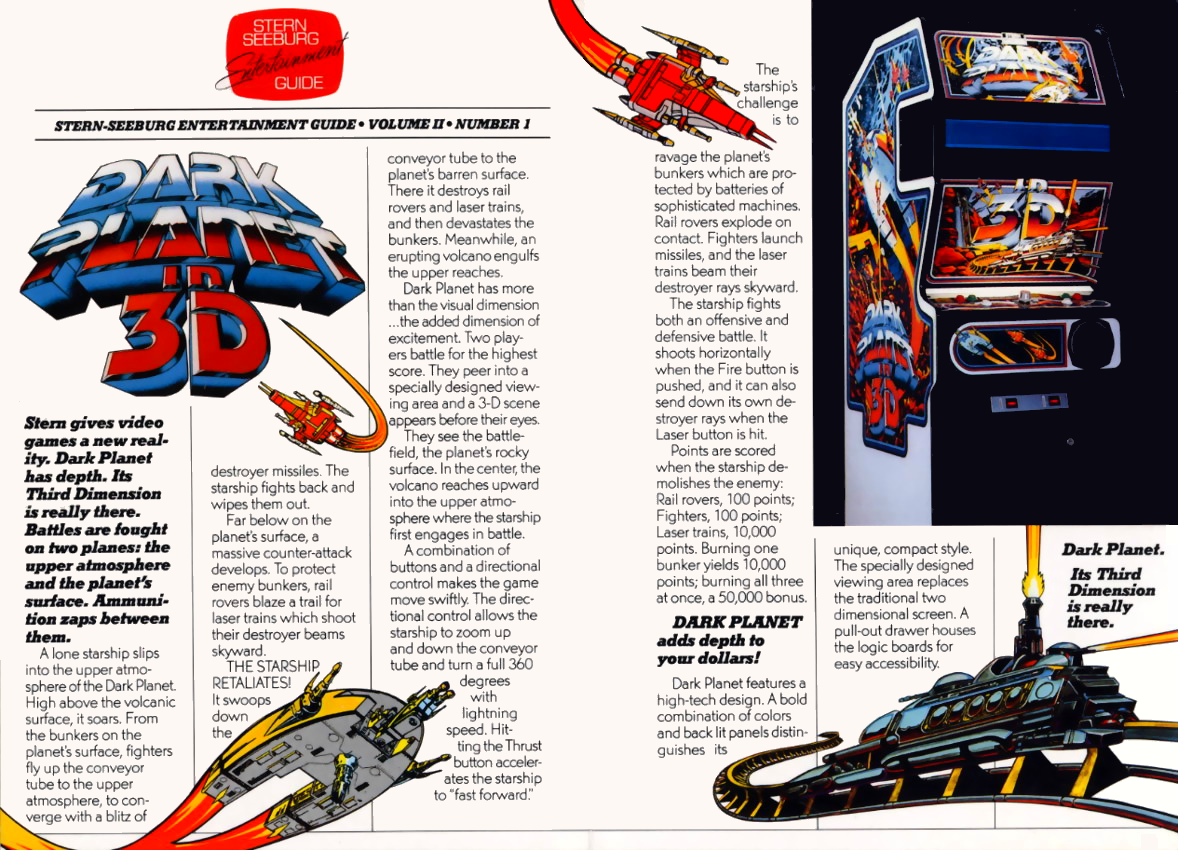 STERN
SEEBURG
Entertainment
GUIDE
STERN-SEEBURG ENTERTAINMENT GUIDE • VOLUME II • NUMBER 1
DARK
PLANET
IN
3D
Stern gives video
games a new real-
ity. Dark Planet
has depth. Its
Third Dimension
is really there.
Battles are fought
on two planes: the
upper atmosphere
and the planet's
surface. Ammuni-
tion zaps between
them.
A lone starship slips
into the upper atmo-
sphere of the Dark Planet.
High above the volcanic
surface, it soars. From
the bunkers on the
planet's surface, fighters
fly up the conveyor
tube to the upper
atmosphere, to con-
verge with a blitz of
destroyer missiles. The
starship fights back and
wipes them out.
Far below on the
planet's surface, a
massive counter-attack
develops. To protect
enemy bunkers, rail
rovers blaze a trail for
laser trains which shoot
their destroyer beams
skyward.
THE STARSHIP
RETALIATES!
It swoops
down
the
conveyor tube to the
planet's barren surface.
There it destroys rail
rovers and laser trains,
and then devastates the
bunkers. Meanwhile, an
erupting volcano engulfs
the upper reaches.
Dark Planet has more
than the visual dimension
...the added dimension of
excitement. Two play-
ers battle for the highest
score. They peer into a
specially designed view-
ing area and a 3-D scene
appears before their eyes.
They see the battle-
field, the planet's rocky
surface. In the center, the
volcano reaches upward
into the upper atmo-
sphere where the starship
first engages in battle.
A combination of
buttons and a directional
control makes the game
move swiftly. The direc-
tional control allows the
starship to zoom up
and down the conveyor
tube and turn a full 360
degrees
with
lightning
speed. Hit-
ting the Thrust
button acceler-
ates the starship
to "fast forward."
The
starship's
challenge
is to
ravage the planet's
bunkers which are pro-
tected by batteries of
sophisticated machines.
Rail rovers explode on
contact. Fighters launch
missiles, and the laser
trains beam their
destroyer rays skyward.
The starship fights
both an offensive and
defensive battle. It
shoots horizontally
when the Fire button is
pushed, and it can also
send down its own de-
stroyer rays when the
Laser button is hit.
Points are scored
when the starship de-
molishes the enemy:
Rail rovers, 100 points;
Fighters, 100 points;
Laser trains, 10,000
points. Burning one
bunker yields 10,000
points; burning all three
at once, a 50,000 bonus.
DARK PLANET
adds depth to
your dollars!
Dark Planet features a
high-tech design. A bold
combination of colors
and back lit panels distin-
guishes its
unique, compact style.
The specially designed
viewing area replaces
the traditional two
dimensional screen. A
pull-out drawer houses
the logic boards for
easy accessibility.
Dark Planet.
Its Third
Dimension
is really
there.
DARK
PLANET
IN
3D
DARK
PLANET
IN
3D